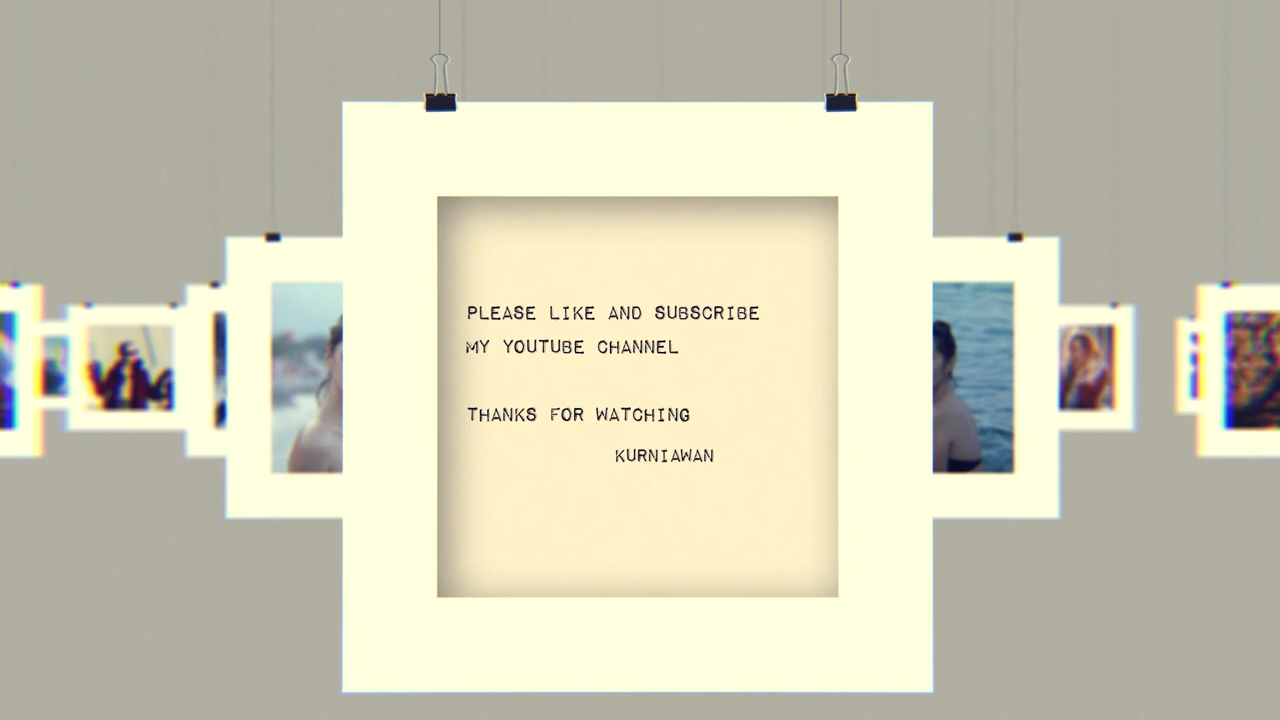 PLEASE LIKE AND SUBSCRIBE
MY YOUTUBE CHANNEL
THANKS FOR WATCHING
KURNIAWAN